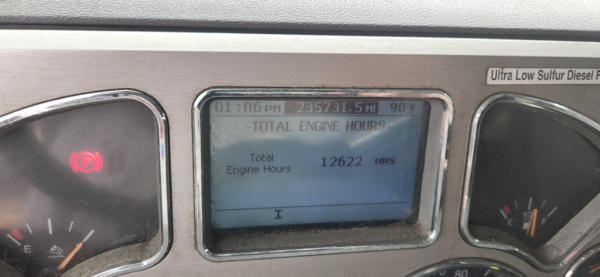 Ultra Low Sulfur Diesel F
01:06 PM 235731.5 MI 90°F
-TOTAL ENGINE HOURS-
Total
Engine Hours 12622 HRS
P
E
I
80